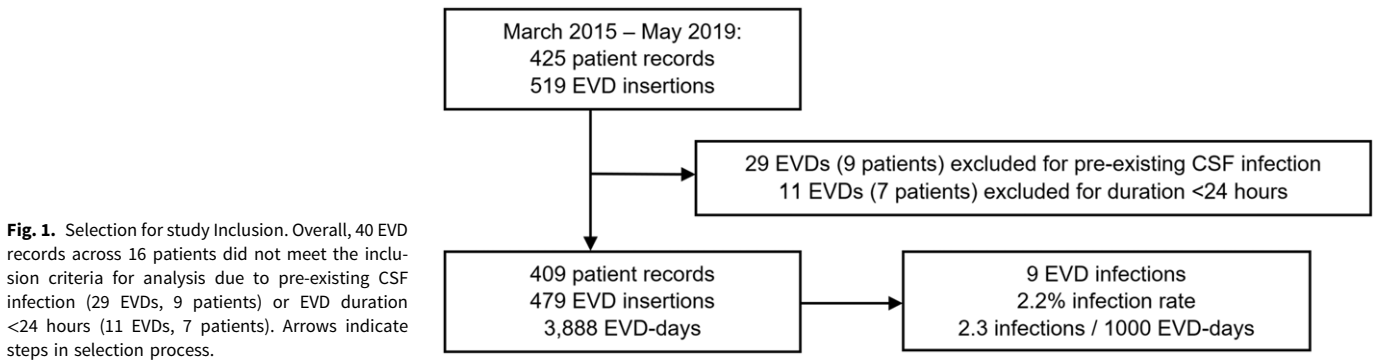 March 2015 – May 2019:
425 patient records
519 EVD insertions
29 EVDs (9 patients) excluded for pre-existing CSF infection
11 EVDs (7 patients) excluded for duration <24 hours
409 patient records
479 EVD insertions
3,888 EVD-days
9 EVD infections
2.2% infection rate
2.3 infections / 1000 EVD-days
Fig. 1. Selection for study Inclusion. Overall, 40 EVD
records across 16 patients did not meet the inclu-
sion criteria for analysis due to pre-existing CSF
infection (29 EVDs, 9 patients) or EVD duration
<24 hours (11 EVDs, 7 patients). Arrows indicate
steps in selection process.